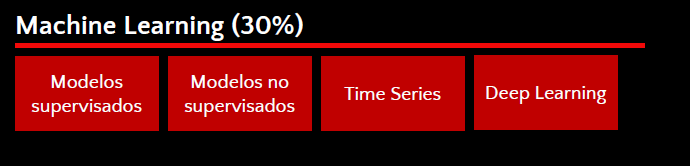 Machine Learning (30%)
Modelos
supervisados
Modelos no
supervisados
Time Series
Deep Learning